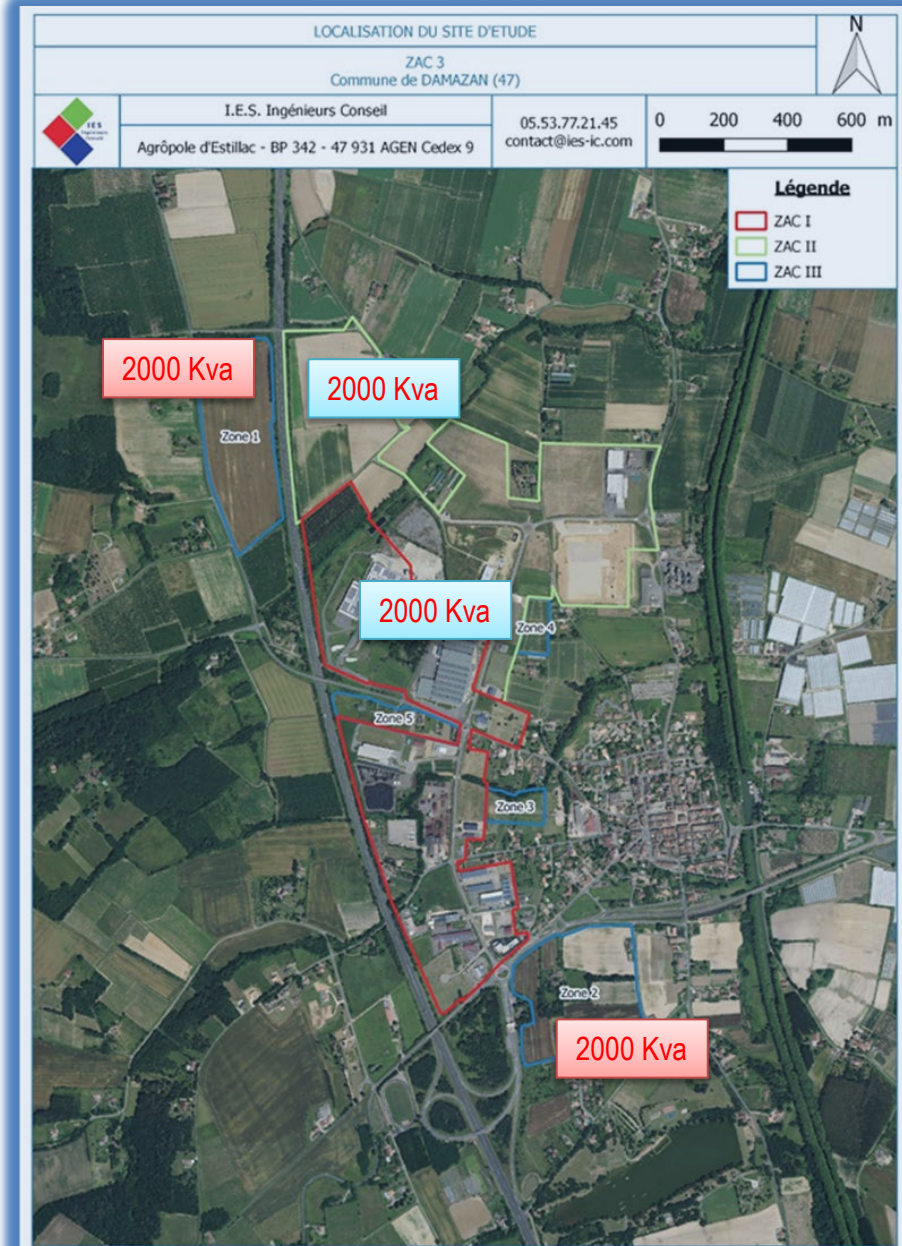 LOCALISATION DU SITE D'ETUDE
ZAC 3
Commune de DAMAZAN (47)
N
IES
Ingénieurs
Conseil
I.E.S. Ingénieurs Conseil
Agrôpole d'Estillac - BP 342 - 47 931 AGEN Cedex 9
05.53.77.21.45
contact@ies-ic.com
0 200 400 600 m
Légende
ZAC I
ZAC II
ZAC III
2000 Kva
2000 Kva
Zone 1
2000 Kva
Zone 4
Zone 5
Zone 3
Zone 2
2000 Kva